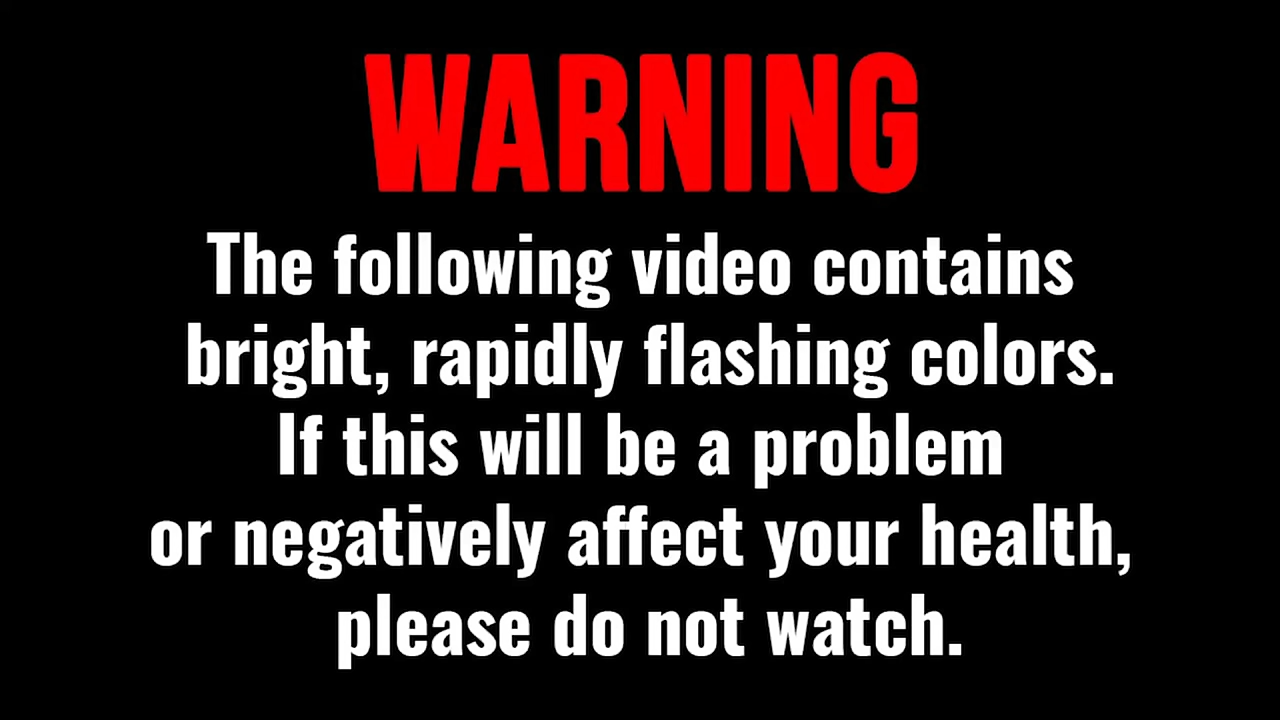 WARNING
The following video contains
bright, rapidly flashing colors.
If this will be a problem
or negatively affect your health,
please do not watch.